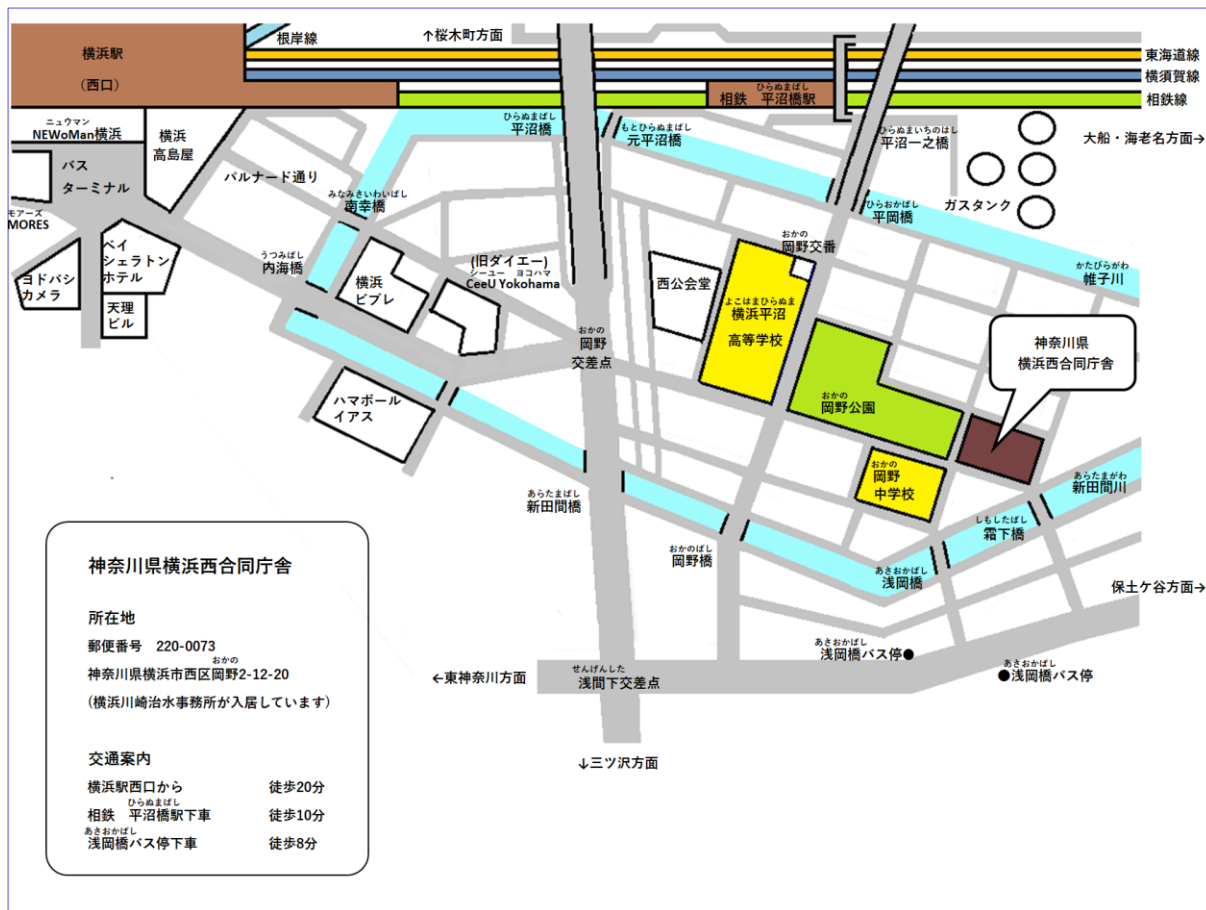 横浜駅
(西口)
根岸線
↑桜木町方面
東海道線
横須賀線
相鉄線
ひらぬまばし
相鉄 平沼橋駅
ニュウマン
NEWoMan横浜
横浜
高島屋
バス
ターミナル
パルナード通り
ひらぬまばし
平沼橋
もとひらぬまばし
元平沼橋
ひらぬまいちのはし
平沼一之橋
大船・海老名方面→
ガスタンク
みなみさいわいばし
南幸橋
ひらおかばし
平岡橋
モアーズ
MORES
ベイ
シェラトン
ホテル
ヨドバシ
カメラ
天理
ビル
うつみばし
内海橋
横浜
ビブレ
(旧ダイエー)
シーユー ヨコハマ
CeeU Yokohama
おかの
岡野交番
西公会堂
かたびらがわ
帷子川
よこはまひらぬま
横浜平沼
高等学校
おかの
岡野
交差点
神奈川県
横浜西合同庁舎
ハマボール
イアス
おかの
岡野公園
おかの
岡野
中学校
あらたまがわ
新田間川
あらたまばし
新田間橋
しもしたばし
霜下橋
おかのばし
岡野橋
あさおかばし
浅岡橋
保土ケ谷方面→
あさおかばし
浅岡橋バス停●
あさおかばし
●浅岡橋バス停
←東神奈川方面
せんげんした
浅間下交差点
↓三ツ沢方面
神奈川県横浜西合同庁舎
所在地
郵便番号 220-0073
おかの
神奈川県横浜市西区岡野2-12-20
(横浜川崎治水事務所が入居しています)
交通案内
横浜駅西口から 徒歩20分
ひらぬまばし
相鉄 平沼橋駅下車 徒歩10分
あさおかばし
浅岡橋バス停下車 徒歩8分